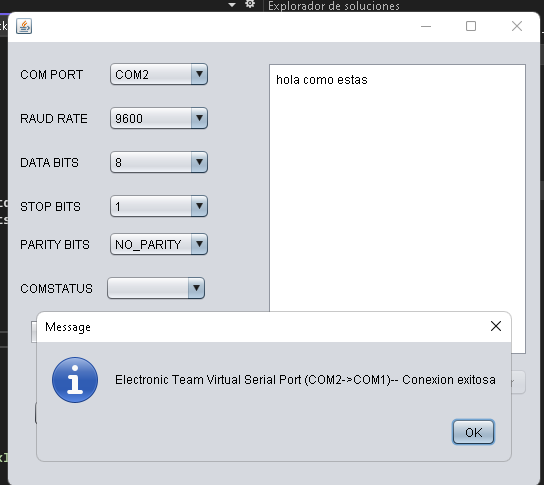 Explorador de soluciones
COM PORT
COM2
hola como estas
RAUD RATE
9600
DATA BITS
8
STOP BITS
1
PARITY BITS
NO_PARITY
COMSTATUS
Message
Electronic Team Virtual Serial Port (COM2->COM1)-- Conexion exitosa
OK